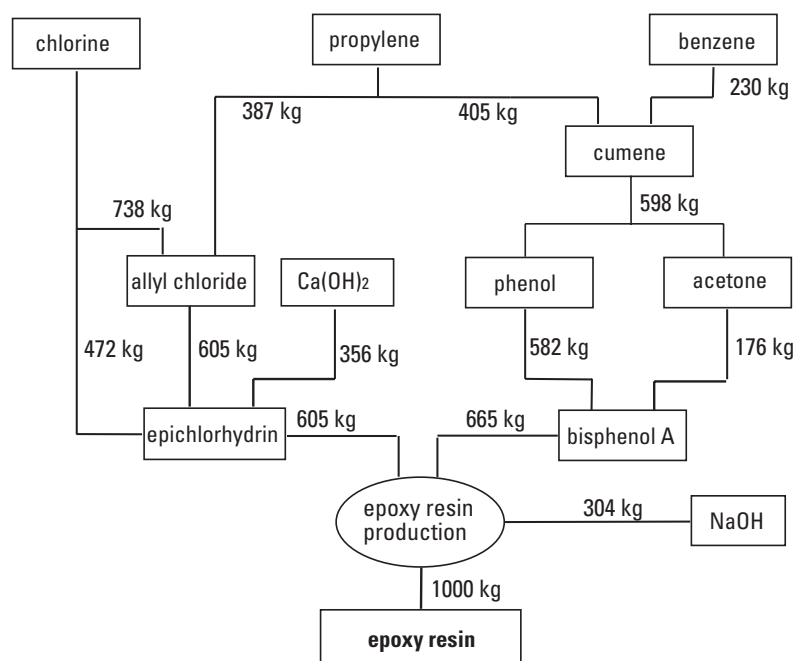 chlorine
propylene
benzene
387 kg
405 kg
230 kg
cumene
738 kg
598 kg
allyl chloride
Ca(OH)2
phenol
acetone
472 kg
605 kg
356 kg
582 kg
176 kg
epichlorhydrin
605 kg
665 kg
bisphenol A
epoxy resin
production
304 kg
NaOH
1000 kg
epoxy resin